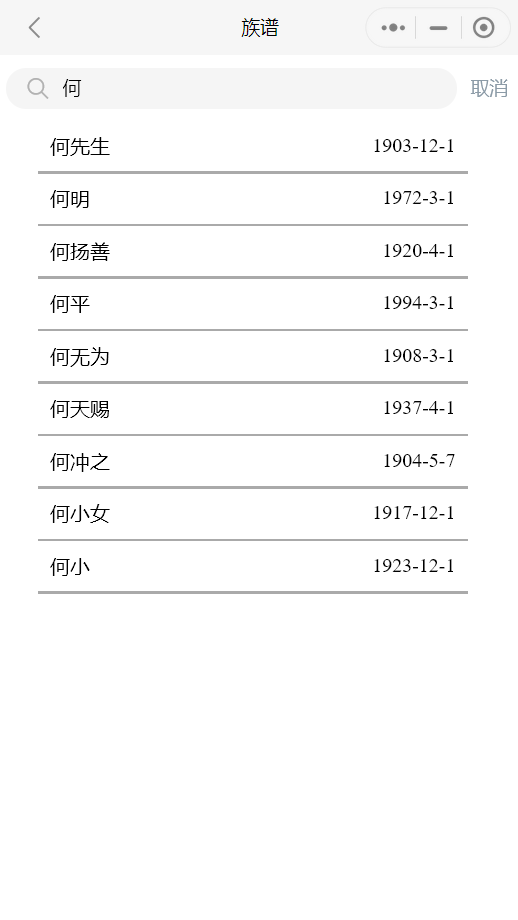 族谱
何 取消
何先生 1903-12-1
何明 1972-3-1
何扬善 1920-4-1
何平 1994-3-1
何无为 1908-3-1
何天赐 1937-4-1
何冲之 1904-5-7
何小女 1917-12-1
何小 1923-12-1